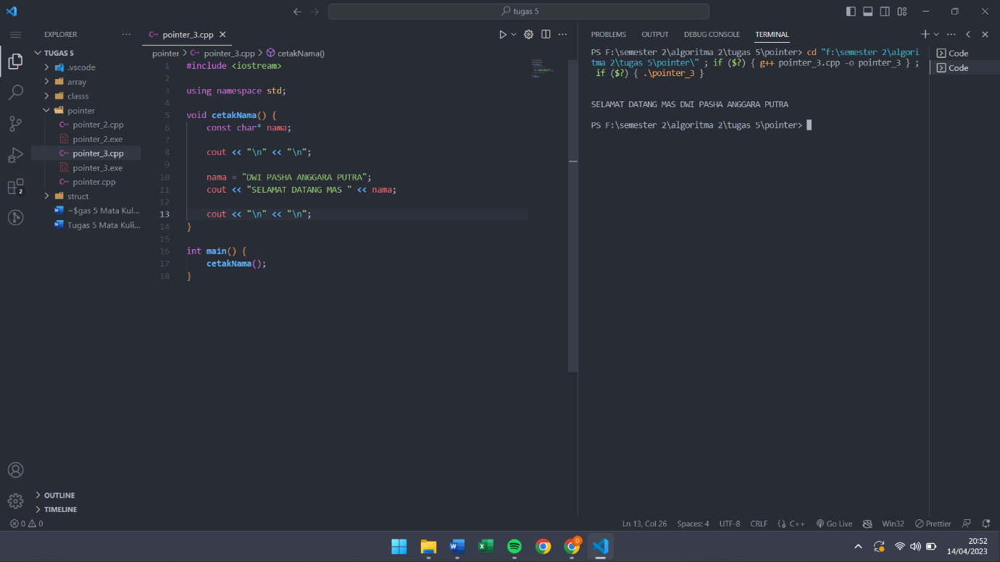 tugas 5
EXPLORER
TUGAS 5
.vscode
array
classs
pointer
pointer_2.cpp
pointer_2.exe
pointer_3.cpp
pointer_3.exe
pointer.cpp
struct
~$gas 5 Mata Kul...
Tugas 5 Mata Kuli...
OUTLINE
TIMELINE
pointer_3.cpp
pointer > pointer_3.cpp > cetakNama()
1 #include <iostream>
2
3 using namespace std;
4
5 void cetakNama() {
6 const char* nama;
7
8 cout << "\n" << "\n";
9
10 nama = "DWI PASHA ANGGARA PUTRA";
11 cout << "SELAMAT DATANG MAS " << nama;
12
13 cout << "\n" << "\n";
14 }
15
16 int main() {
17 cetakNama();
18 }
PROBLEMS OUTPUT DEBUG CONSOLE TERMINAL
PS F:\semester 2\algoritma 2\tugas 5\pointer> cd "f:\semester 2\algori
tma 2\tugas 5\pointer\" ; if ($?) { g++ pointer_3.cpp -o pointer_3 } ;
if ($?) { .\pointer_3 }
SELAMAT DATANG MAS DWI PASHA ANGGARA PUTRA
PS F:\semester 2\algoritma 2\tugas 5\pointer>
Code
Code
2
0 0
Ln 13, Col 26 Spaces: 4 UTF-8 CRLF {} C++ Go Live Win32 Prettier
D
20:52
14/04/2023